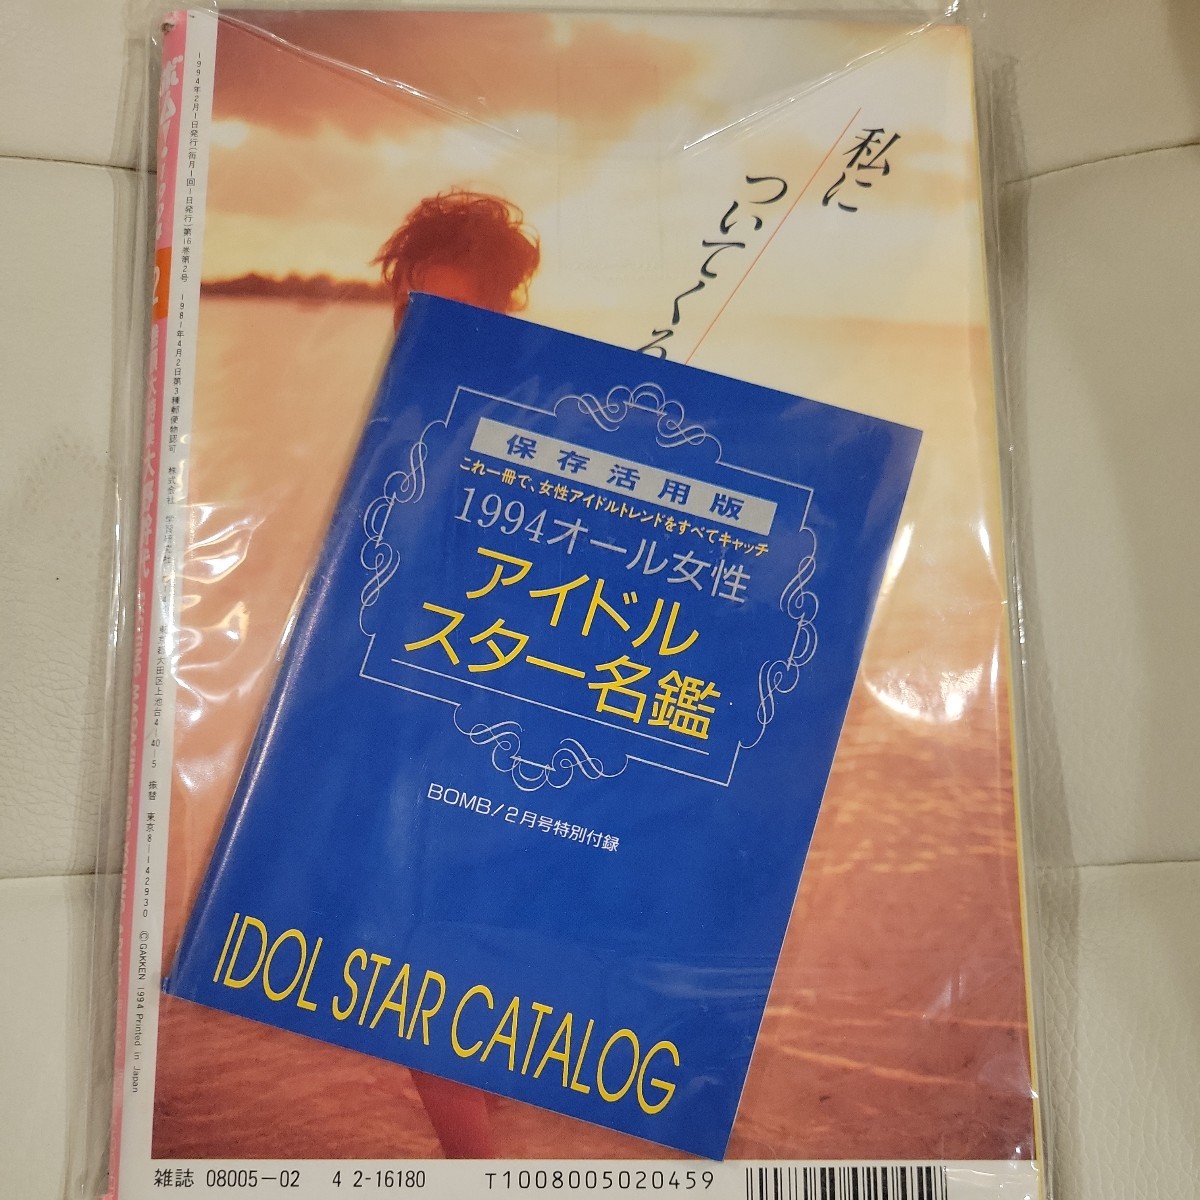 私に
ついてくる
保存活用版
これ一冊で、女性アイドルトレンドをすべてキャッチ
1994オール女性
アイドル
スター名鑑
BOMB/2月号特別付録
IDOL STAR CATALOG
1994年2月1日発行(毎月1回1日発行)第16巻第2号 1981年4月2日第3種郵便物認可 株式会社
東京都大田区上池台4-40-5 振替 東京8-142930 ©GAKKEN 1994 Printed in Japan
2
雑誌 08005-02 4 2-16180 T1008005020459